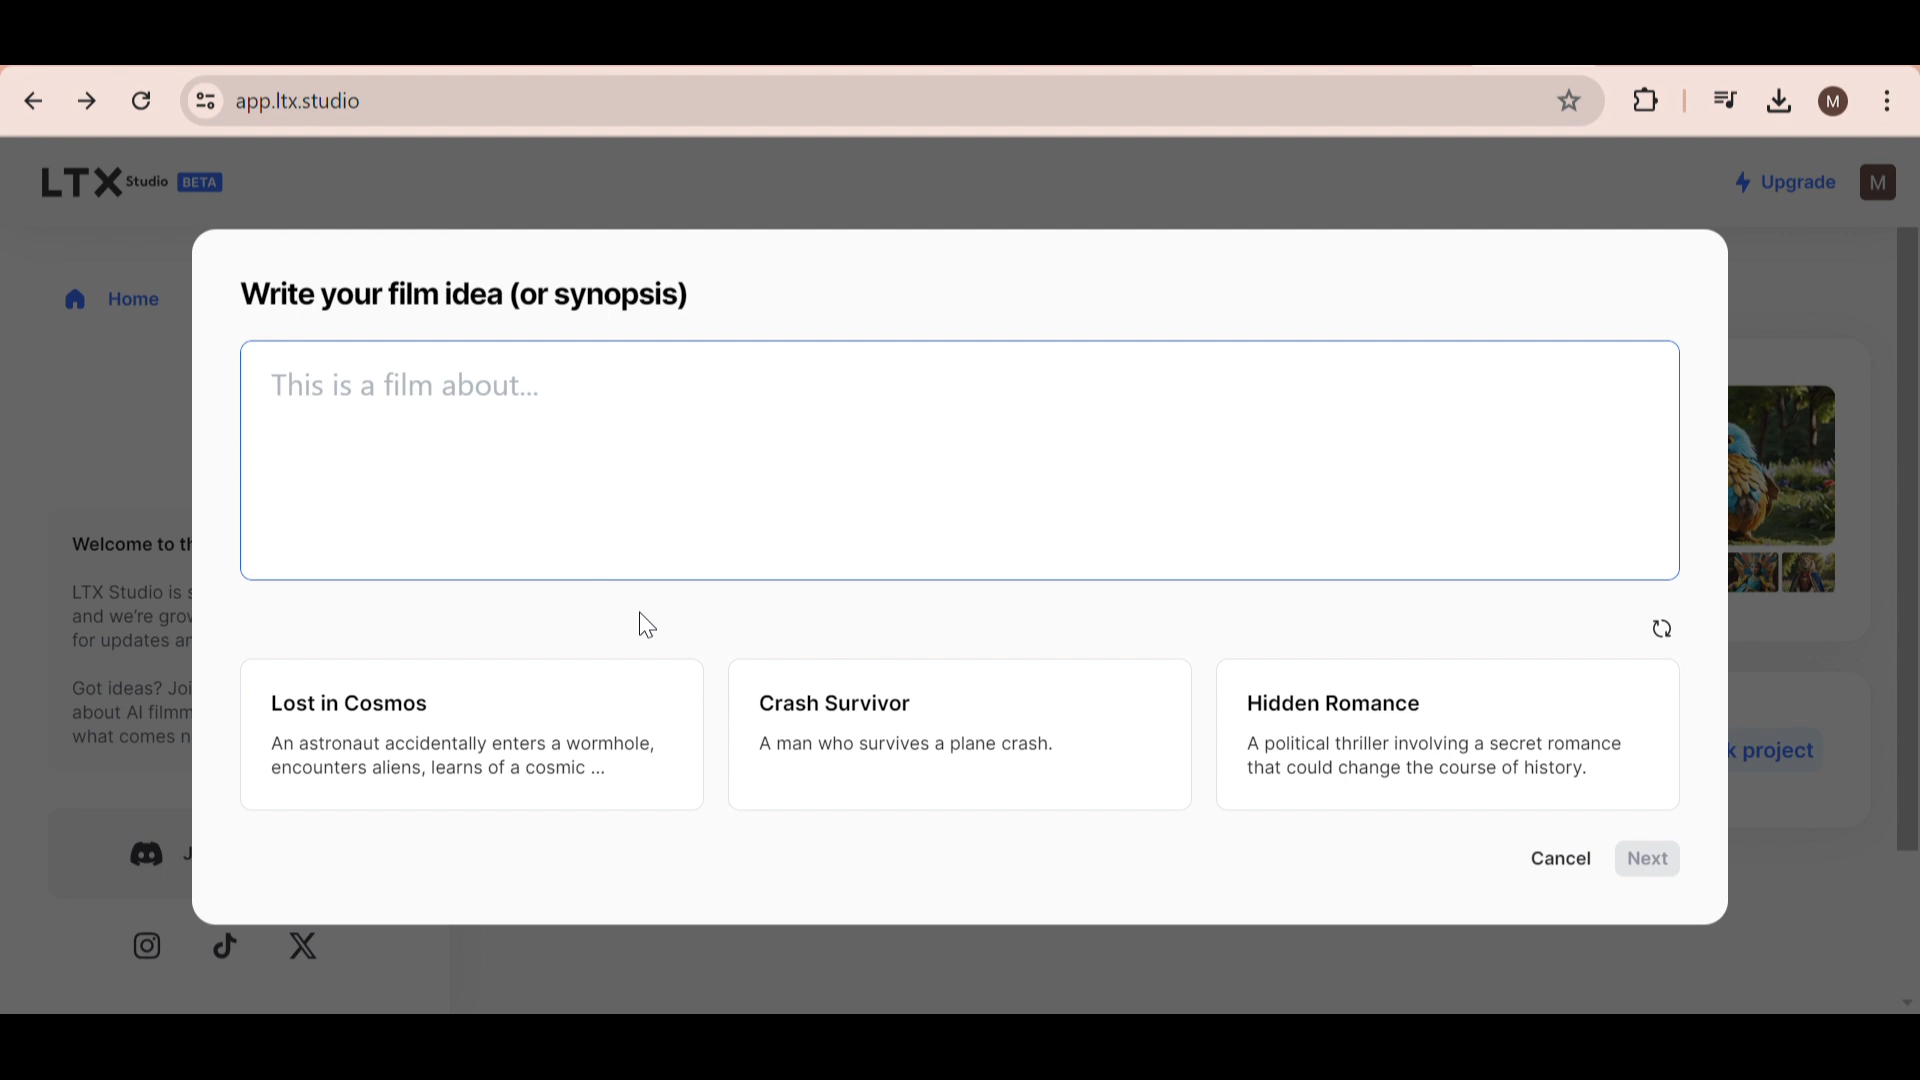 app.ltx.studio
M
LTX Studio BETA
Upgrade
M
Home
Write your film idea (or synopsis)
This is a film about...
Welcome to th
LTX Studio is
and we're grov
for updates ar
Got ideas? Joi
about AI filmm
what comes n
Lost in Cosmos
An astronaut accidentally enters a wormhole,
encounters aliens, learns of a cosmic ...
Crash Survivor
A man who survives a plane crash.
Hidden Romance
A political thriller involving a secret romance
that could change the course of history.
k project
J
Cancel
Next